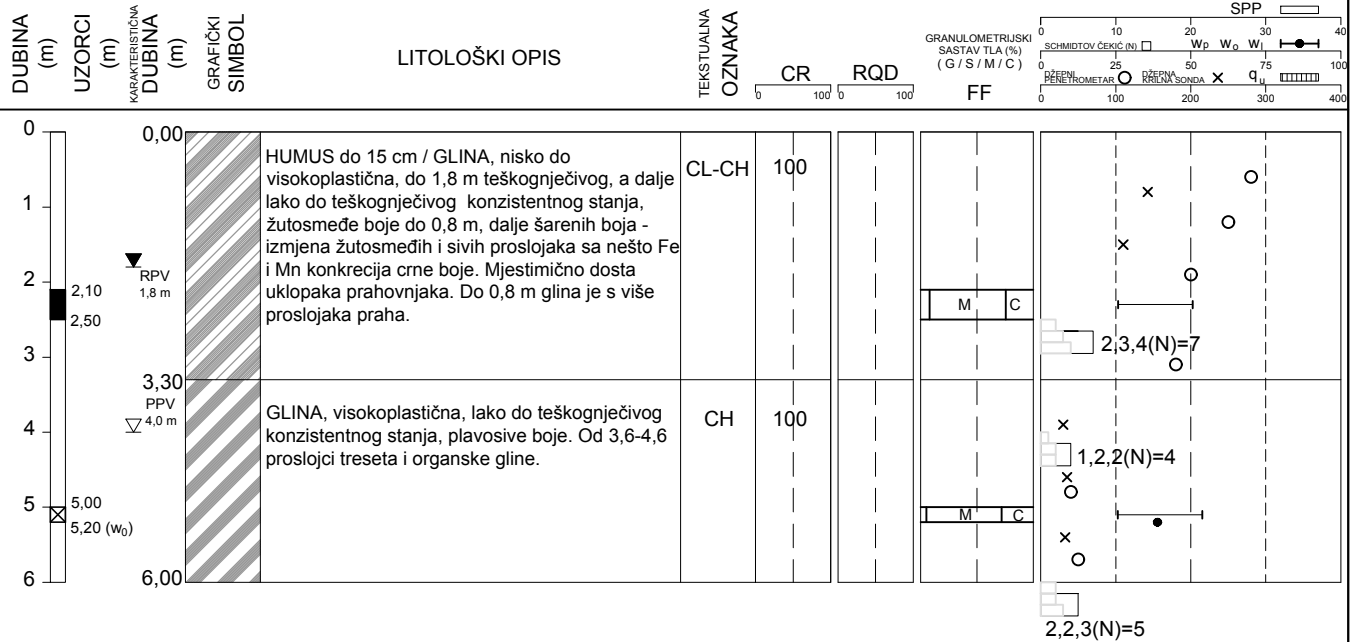 DUBINA
(m)
UZORCI
(m)
KARAKTERISTIČNA
DUBINA
(m)
GRAFIČKI
SIMBOL
LITOLOŠKI OPIS
TEKSTUALNA
OZNAKA
CR
0 100
RQD
0 100
GRANULOMETRIJSKI
SASTAV TLA (%)
( G / S / M / C )
FF
SPP
0 10 20 30 40
SCHMIDTOV ČEKIĆ (N) wp wo wl
0 25 50 75 100
DŽEPNI
PENETROMETAR
DŽEPNA
KRILNA SONDA
qu
0 100 200 300 400
0
1
2
3
4
5
6
2,10
2,50
5,00
5,20 (w0)
0,00
RPV
1,8 m
3,30
PPV
4,0 m
6,00
HUMUS do 15 cm / GLINA, nisko do
visokoplastična, do 1,8 m teškognječivog, a dalje
lako do teškognječivog konzistentnog stanja,
žutosmeđe boje do 0,8 m, dalje šarenih boja -
izmjena žutosmeđih i sivih proslojaka sa nešto Fe
i Mn konkrecija crne boje. Mjestimično dosta
uklopaka prahovnjaka. Do 0,8 m glina je s više
proslojaka praha.
CL-CH
100
M C
2,3,4(N)=7
GLINA, visokoplastična, lako do teškognječivog
konzistentnog stanja, plavosive boje. Od 3,6-4,6
proslojci treseta i organske gline.
CH
100
1,2,2(N)=4
M C
2,2,3(N)=5